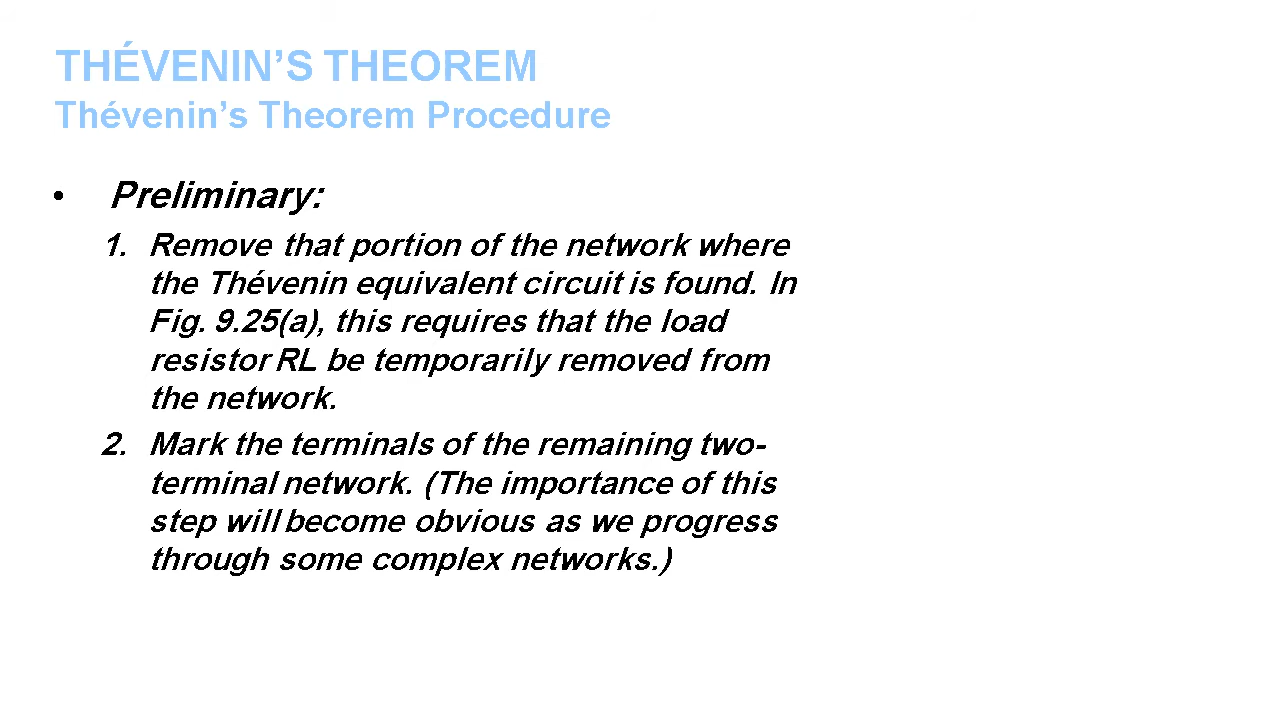 THÉVENIN’S THEOREM
Thévenin’s Theorem Procedure
• Preliminary:
1. Remove that portion of the network where
the Thévenin equivalent circuit is found. In
Fig. 9.25(a), this requires that the load
resistor RL be temporarily removed from
the network.
2. Mark the terminals of the remaining two-
terminal network. (The importance of this
step will become obvious as we progress
through some complex networks.)